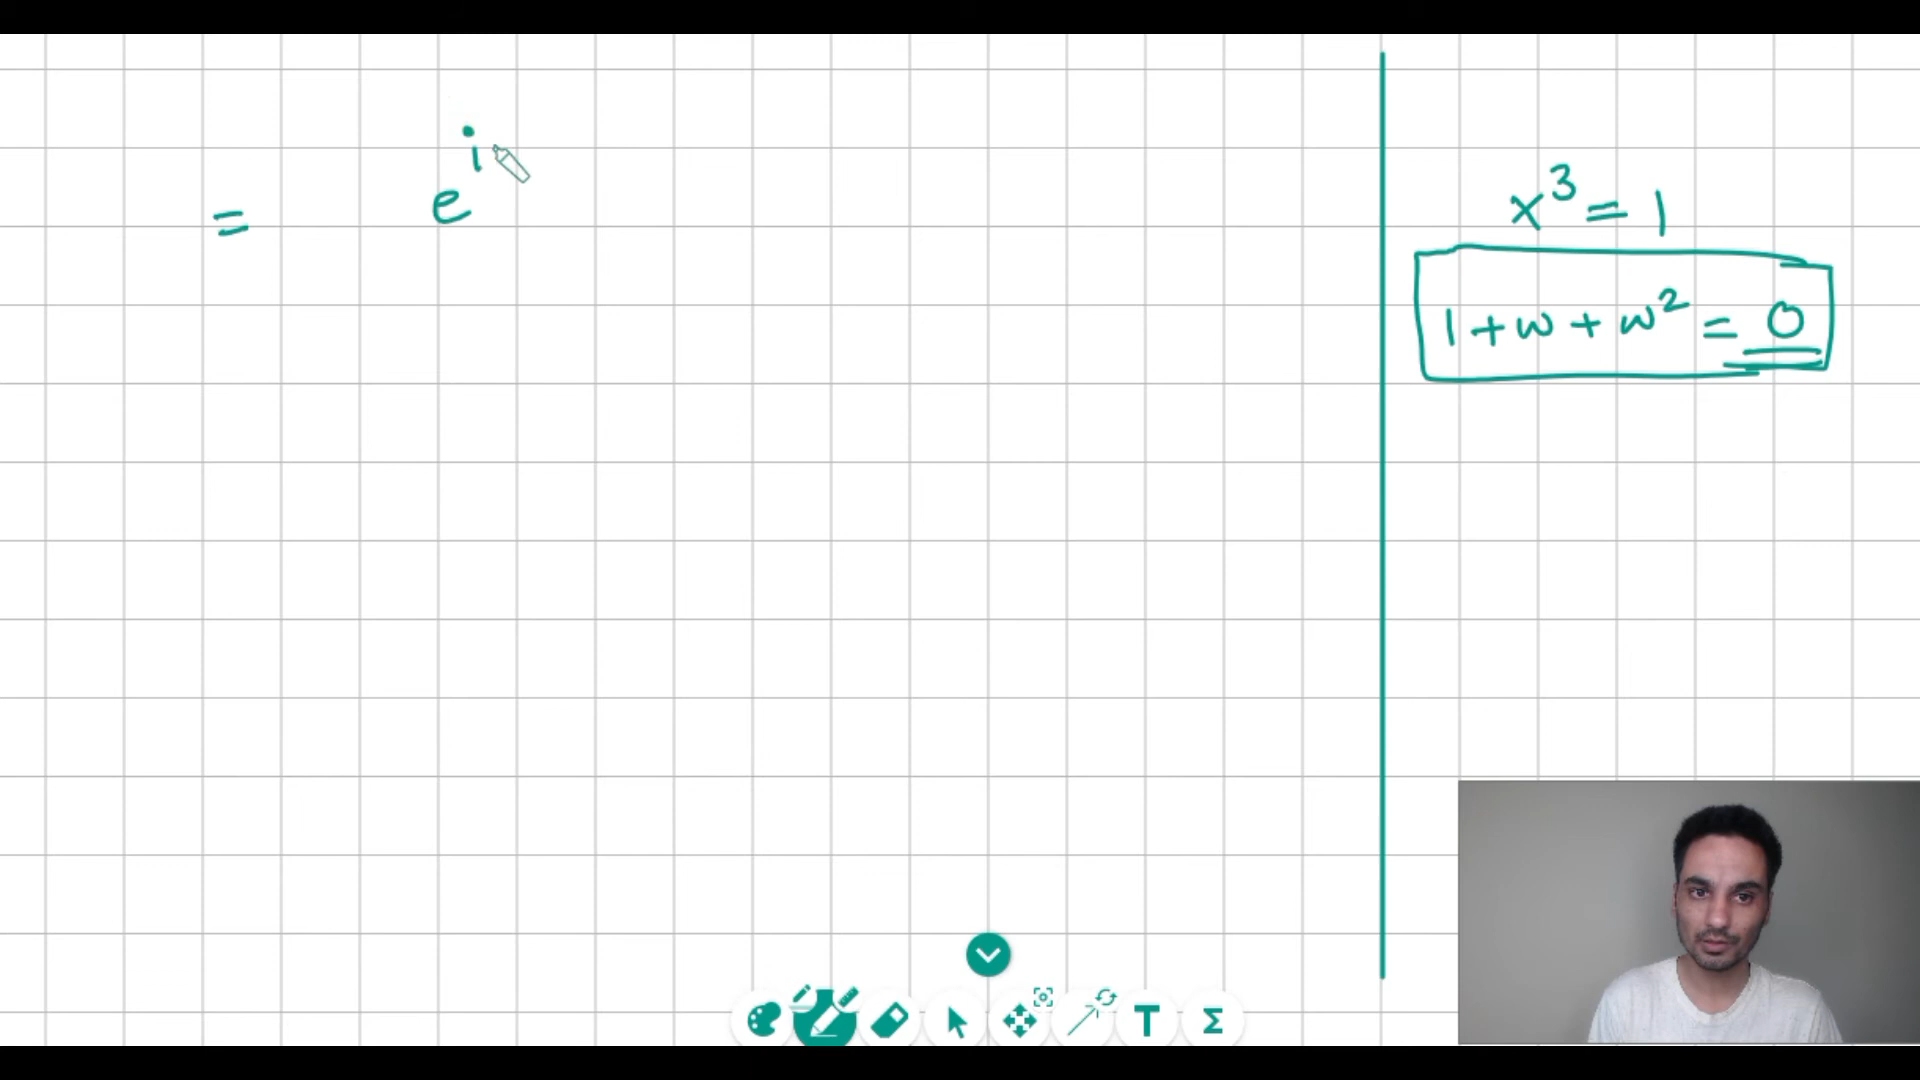 = e^i
x^3 = 1
1 + w + w^2 = 0
T
Σ